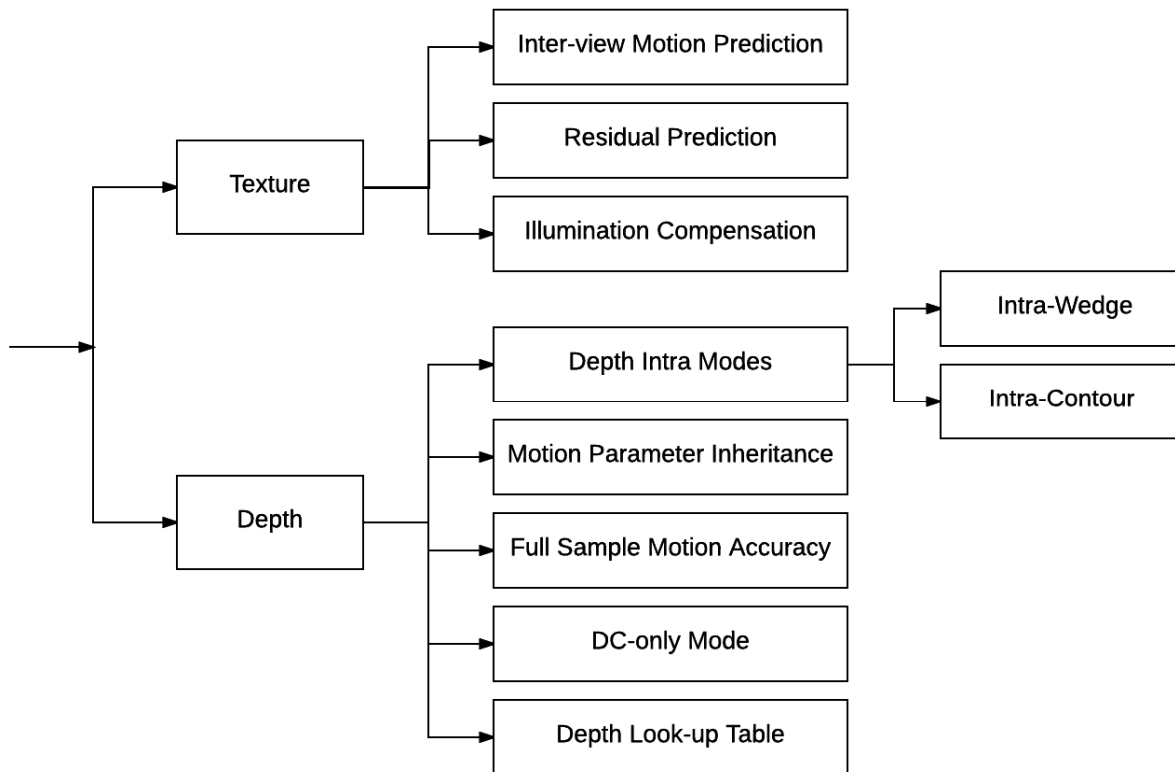 Inter-view Motion Prediction
Residual Prediction
Texture
Illumination Compensation
Intra-Wedge
Depth Intra Modes
Intra-Contour
Motion Parameter Inheritance
Depth
Full Sample Motion Accuracy
DC-only Mode
Depth Look-up Table